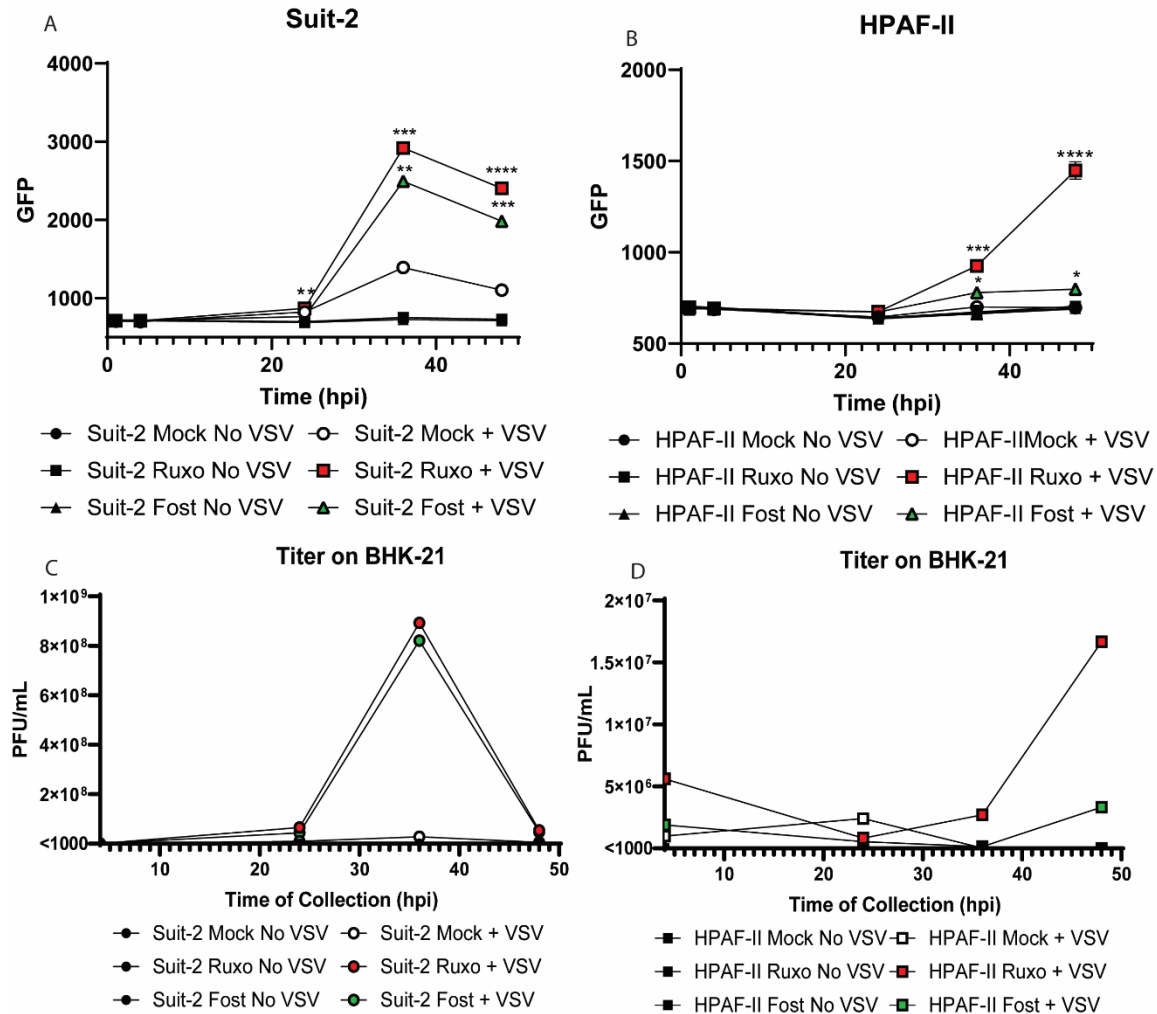 A
Suit-2
4000
3000
2000
1000
GFP
***
**
****
***
**
0
20
40
Time (hpi)
Suit-2 Mock No VSV
Suit-2 Mock + VSV
Suit-2 Ruxo No VSV
Suit-2 Ruxo + VSV
Suit-2 Fost No VSV
Suit-2 Fost + VSV
B
HPAF-II
2000
1500
1000
500
GFP
****
***
*
*
0
20
40
Time (hpi)
HPAF-II Mock No VSV
HPAF-IIMock + VSV
HPAF-II Ruxo No VSV
HPAF-II Ruxo + VSV
HPAF-II Fost No VSV
HPAF-II Fost + VSV
C
Titer on BHK-21
1×10⁹
8×10⁸
6×10⁸
4×10⁸
2×10⁸
<1000
PFU/mL
10
20
30
40
50
Time of Collection (hpi)
Suit-2 Mock No VSV
Suit-2 Mock + VSV
Suit-2 Ruxo No VSV
Suit-2 Ruxo + VSV
Suit-2 Fost No VSV
Suit-2 Fost + VSV
D
Titer on BHK-21
2×10⁷
1.5×10⁷
1×10⁷
5×10⁶
<1000
PFU/mL
10
20
30
40
50
Time of Collection (hpi)
HPAF-II Mock No VSV
HPAF-II Mock + VSV
HPAF-II Ruxo No VSV
HPAF-II Ruxo + VSV
HPAF-II Fost No VSV
HPAF-II Fost + VSV